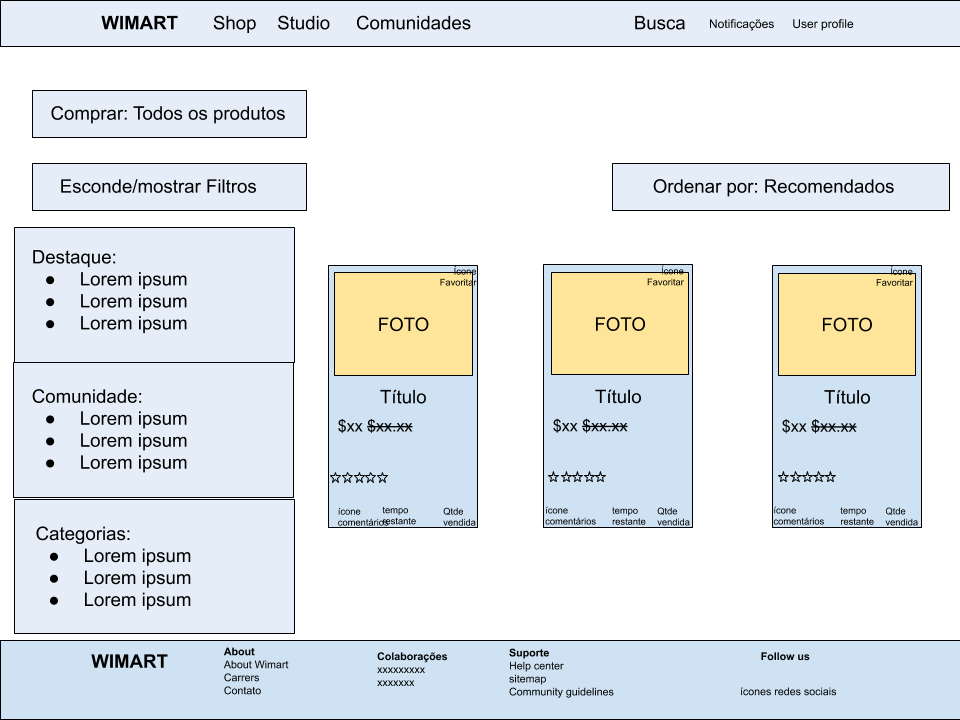 WIMART Shop Studio Comunidades Busca Notificações User profile
Comprar: Todos os produtos
Esconde/mostrar Filtros
Ordenar por: Recomendados
Destaque:
● Lorem ipsum
● Lorem ipsum
● Lorem ipsum
Comunidade:
● Lorem ipsum
● Lorem ipsum
● Lorem ipsum
Categorias:
● Lorem ipsum
● Lorem ipsum
● Lorem ipsum
Ícone
Favoritar
FOTO
Título
$xx $xx.xx
ícone
comentários
tempo
restante
Qtde
vendida
Ícone
Favoritar
FOTO
Título
$xx $xx.xx
ícone
comentários
tempo
restante
Qtde
vendida
Ícone
Favoritar
FOTO
Título
$xx $xx.xx
ícone
comentários
tempo
restante
Qtde
vendida
WIMART
About
About Wimart
Carrers
Contato
Colaborações
xxxxxxxxx
xxxxxxx
Suporte
Help center
sitemap
Community guidelines
Follow us
ícones redes sociais